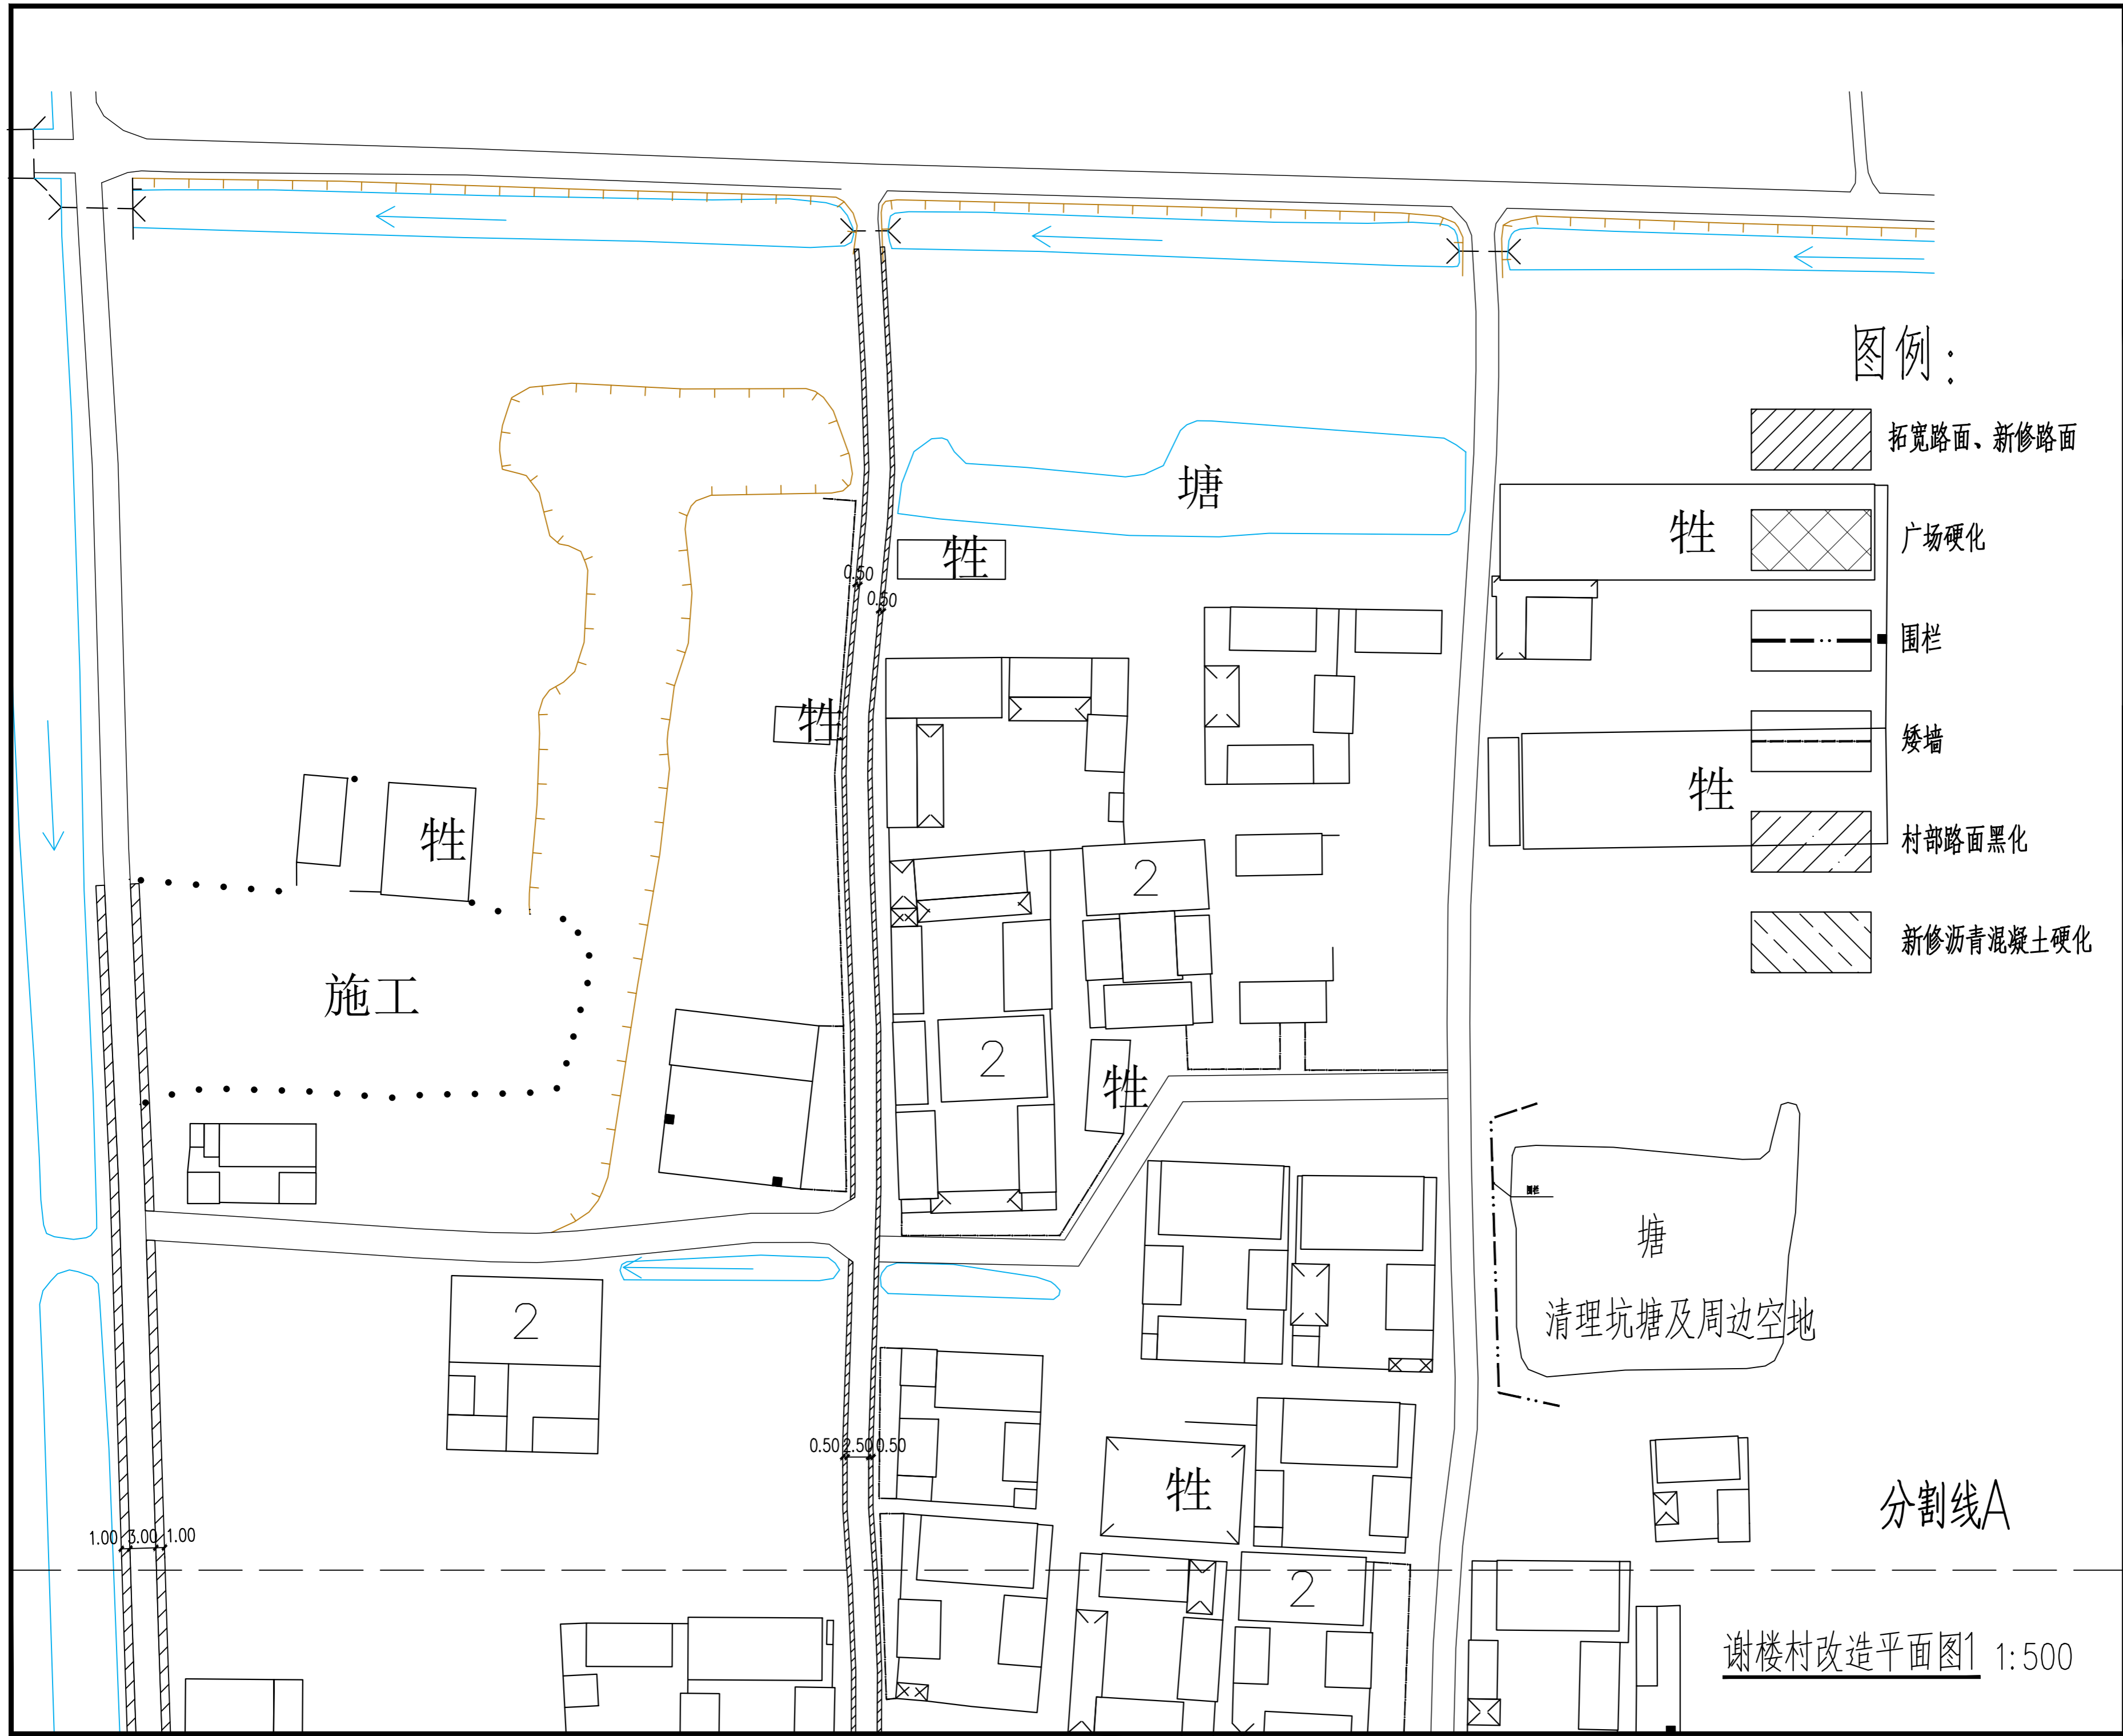 图例：
拓宽路面、新修路面
塘
牲
广场硬化
牲
0.50
0.50
围栏
牲
矮墙
牲
牲
村部路面黑化
2
新修沥青混凝土硬化
施工
2
牲
围栏
塘
2
清理坑塘及周边空地
0.50 2.50 0.50
牲
分割线A
1.00 3.00 1.00
2
谢楼村改造平面图1 1:500